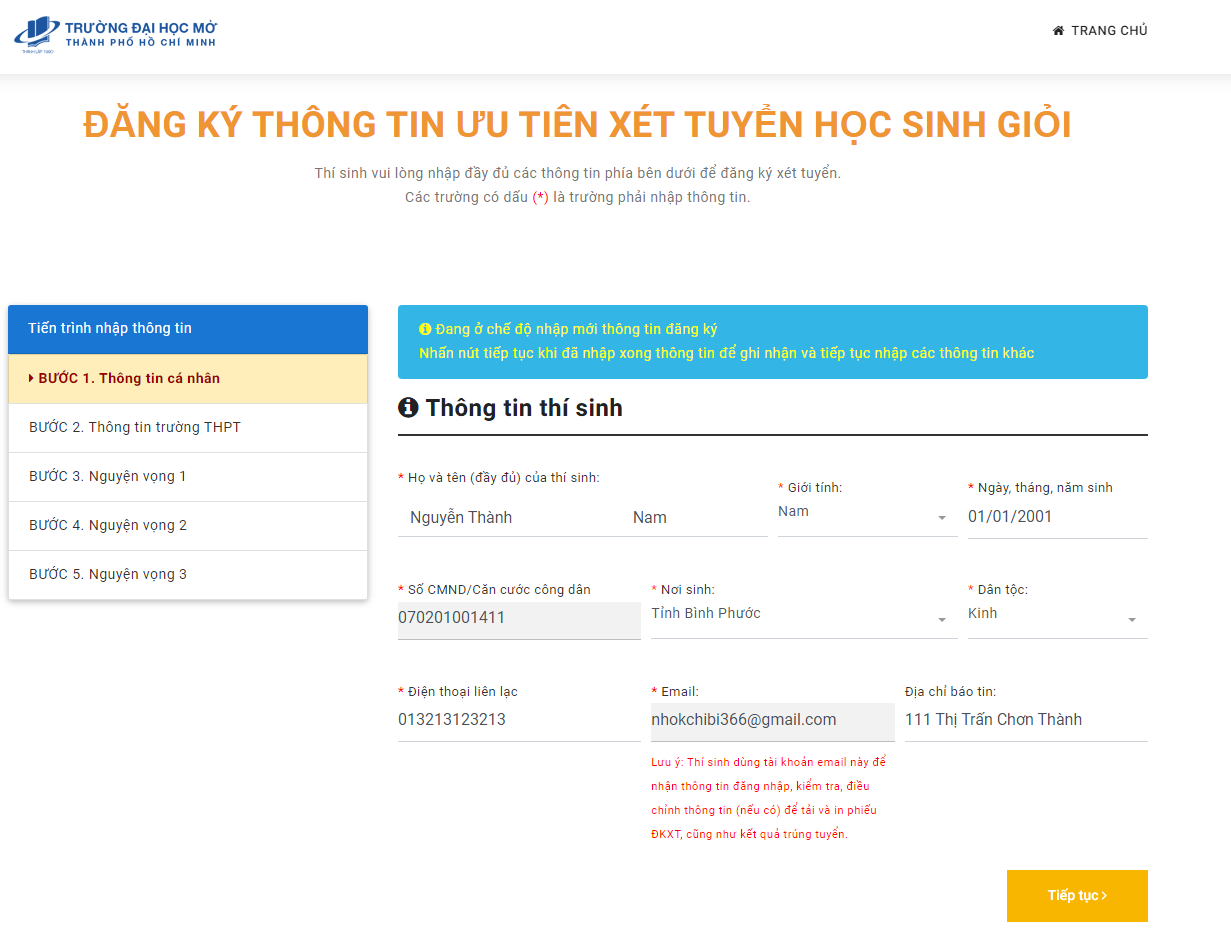 TRƯỜNG ĐẠI HỌC MỞ
THÀNH PHỐ HỒ CHÍ MINH
TRANG CHỦ
ĐĂNG KÝ THÔNG TIN ƯU TIÊN XÉT TUYỂN HỌC SINH GIỎI
Thí sinh vui lòng nhập đầy đủ các thông tin phía bên dưới để đăng ký xét tuyển.
Các trường có dấu (*) là trường phải nhập thông tin.
Tiến trình nhập thông tin
BƯỚC 1. Thông tin cá nhân
BƯỚC 2. Thông tin trường THPT
BƯỚC 3. Nguyện vọng 1
BƯỚC 4. Nguyện vọng 2
BƯỚC 5. Nguyện vọng 3
Đang ở chế độ nhập mới thông tin đăng ký
Nhấn nút tiếp tục khi đã nhập xong thông tin để ghi nhận và tiếp tục nhập các thông tin khác
Thông tin thí sinh
* Họ và tên (đầy đủ) của thí sinh:
* Giới tính:
* Ngày, tháng, năm sinh
Nguyễn Thành Nam
Nam
01/01/2001
* Số CMND/Căn cước công dân
* Nơi sinh:
* Dân tộc:
070201001411
Tỉnh Bình Phước
Kinh
* Điện thoại liên lạc
* Email:
Địa chỉ báo tin:
013213123213
nhokchibi366@gmail.com
111 Thị Trấn Chơn Thành
Lưu ý: Thí sinh dùng tài khoản email này để
nhận thông tin đăng nhập, kiểm tra, điều
chỉnh thông tin (nếu có) để tải và in phiếu
ĐKXT, cũng như kết quả trúng tuyển.
Tiếp tục